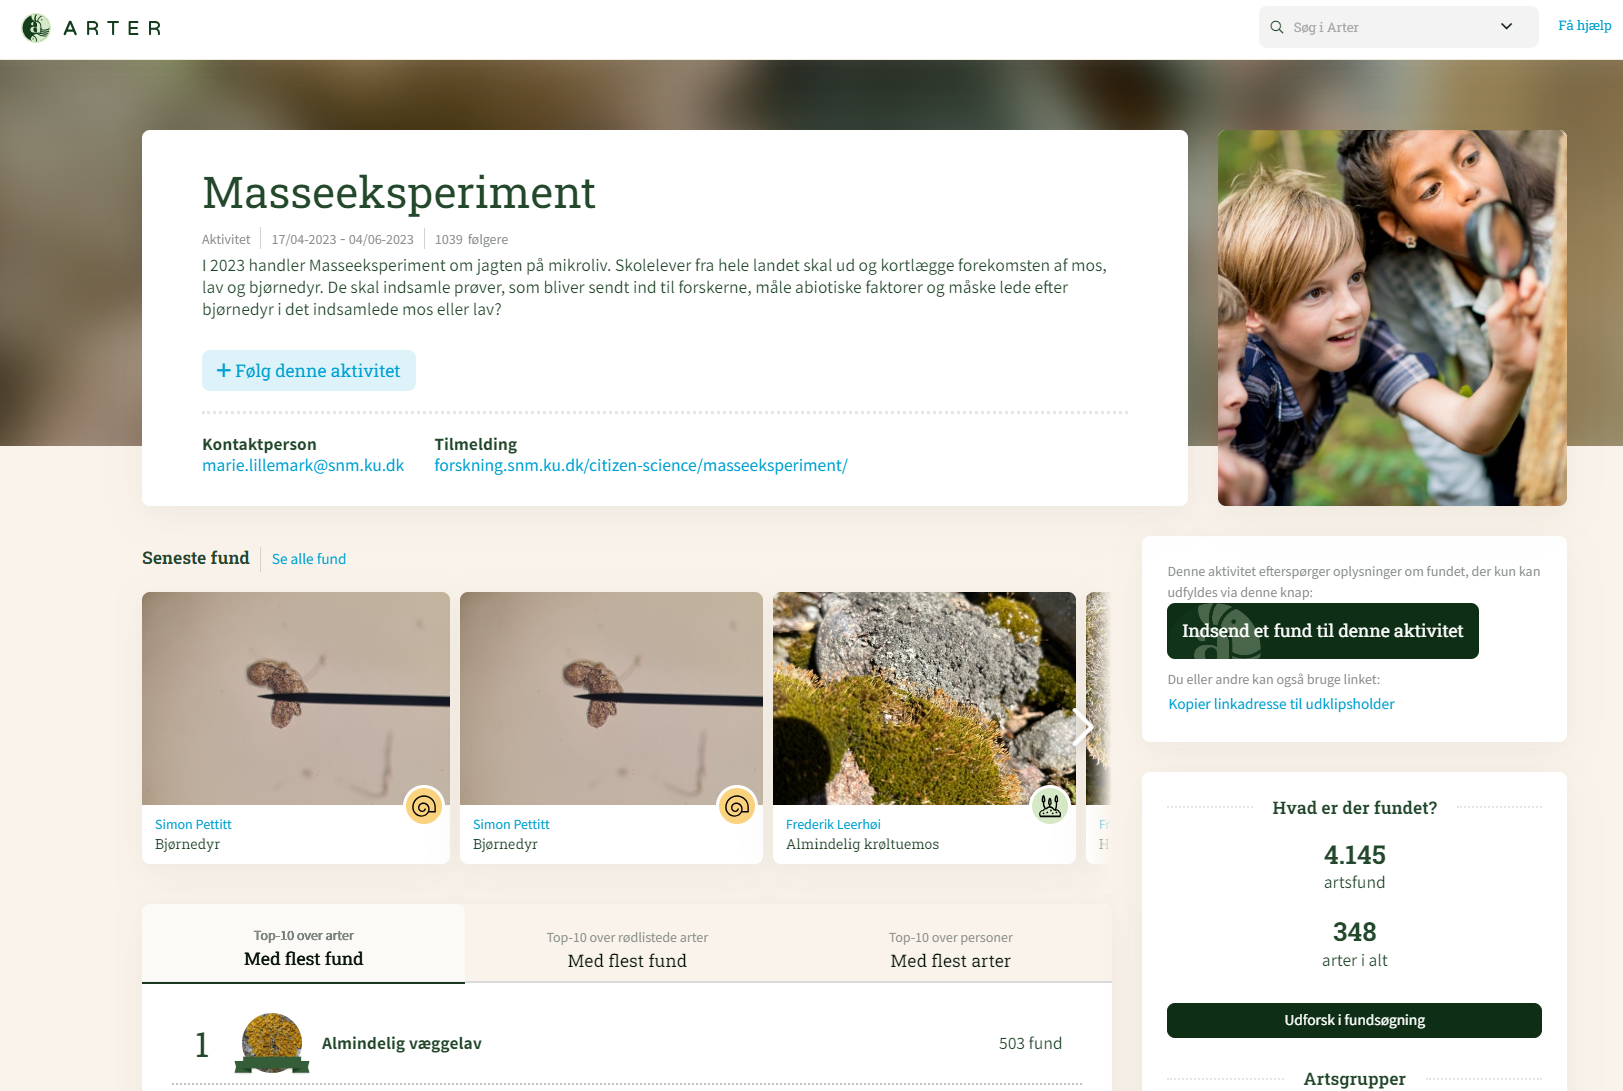 ARTER
Søg i Arter
Få hjælp
Masseeksperiment
Aktivitet
17/04-2023 - 04/06-2023
1039 følgere
I 2023 handler Masseeksperiment om jagten på mikroliv. Skolelever fra hele landet skal ud og kortlægge forekomsten af mos,
lav og bjørnedyr. De skal indsamle prøver, som bliver sendt ind til forskerne, måle abiotiske faktorer og måske lede efter
bjørnedyr i det indsamlede mos eller lav?
+ Følg denne aktivitet
Kontaktperson
marie.lillemark@snm.ku.dk
Tilmelding
forskning.snm.ku.dk/citizen-science/masseeksperiment/
Seneste fund
Se alle fund
Simon Pettitt
Bjørnedyr
Simon Pettitt
Bjørnedyr
Frederik Leerhøi
Almindelig krøltuemos
Fr
H
Denne aktivitet efterspørger oplysninger om fundet, der kun kan
udfyldes via denne knap:
Indsend et fund til denne aktivitet
Du eller andre kan også bruge linket:
Kopier linkadresse til udklipsholder
Hvad er der fundet?
4.145
artsfund
348
arter i alt
Udforsk i fundsøgning
Artsgrupper
Top-10 over arter
Med flest fund
Top-10 over rødlistede arter
Med flest fund
Top-10 over personer
Med flest arter
1
Almindelig væggelav
503 fund